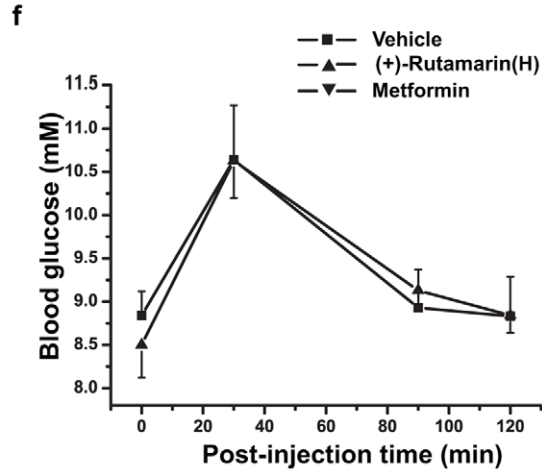 f
Vehicle
(+)-Rutamarin(H)
Metformin
11.5
11.0
10.5
10.0
9.5
9.0
8.5
8.0
Blood glucose (mM)
0 20 40 60 80 100 120
Post-injection time (min)